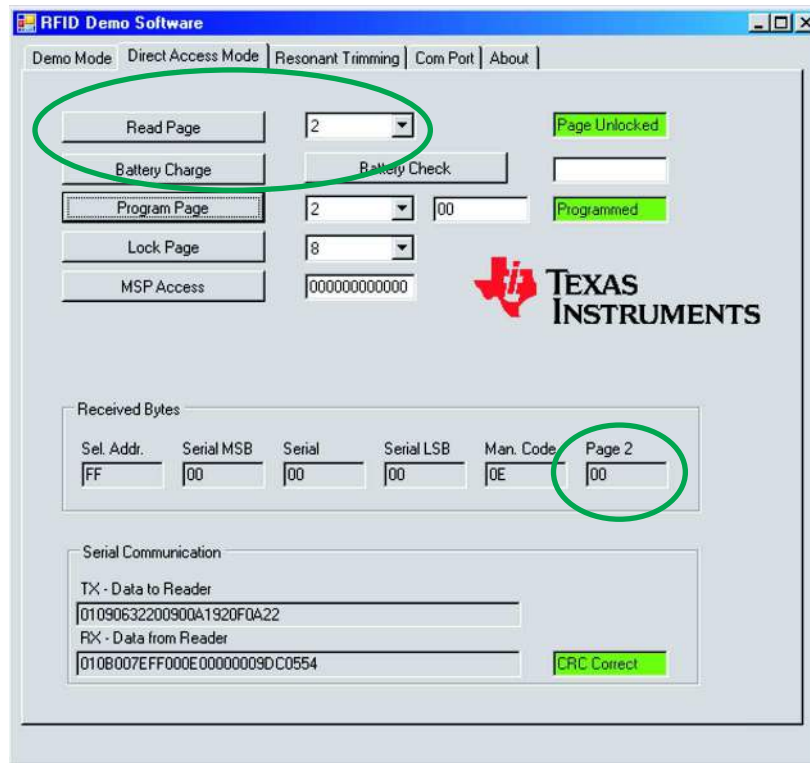 RFID Demo Software
Demo Mode Direct Access Mode Resonant Trimming Com Port About
Read Page 2 Page Unlocked
Battery Charge Battery Check
Program Page 2 00 Programmed
Lock Page 8
MSP Access 000000000000
TEXAS
INSTRUMENTS
Received Bytes
Sel. Addr. Serial MSB Serial Serial LSB Man. Code Page 2
FF 00 00 00 0E 00
Serial Communication
TX - Data to Reader
01090632200900A1920F0A22
RX - Data from Reader
010B007EFF000E00000009DC0554 CRC Correct